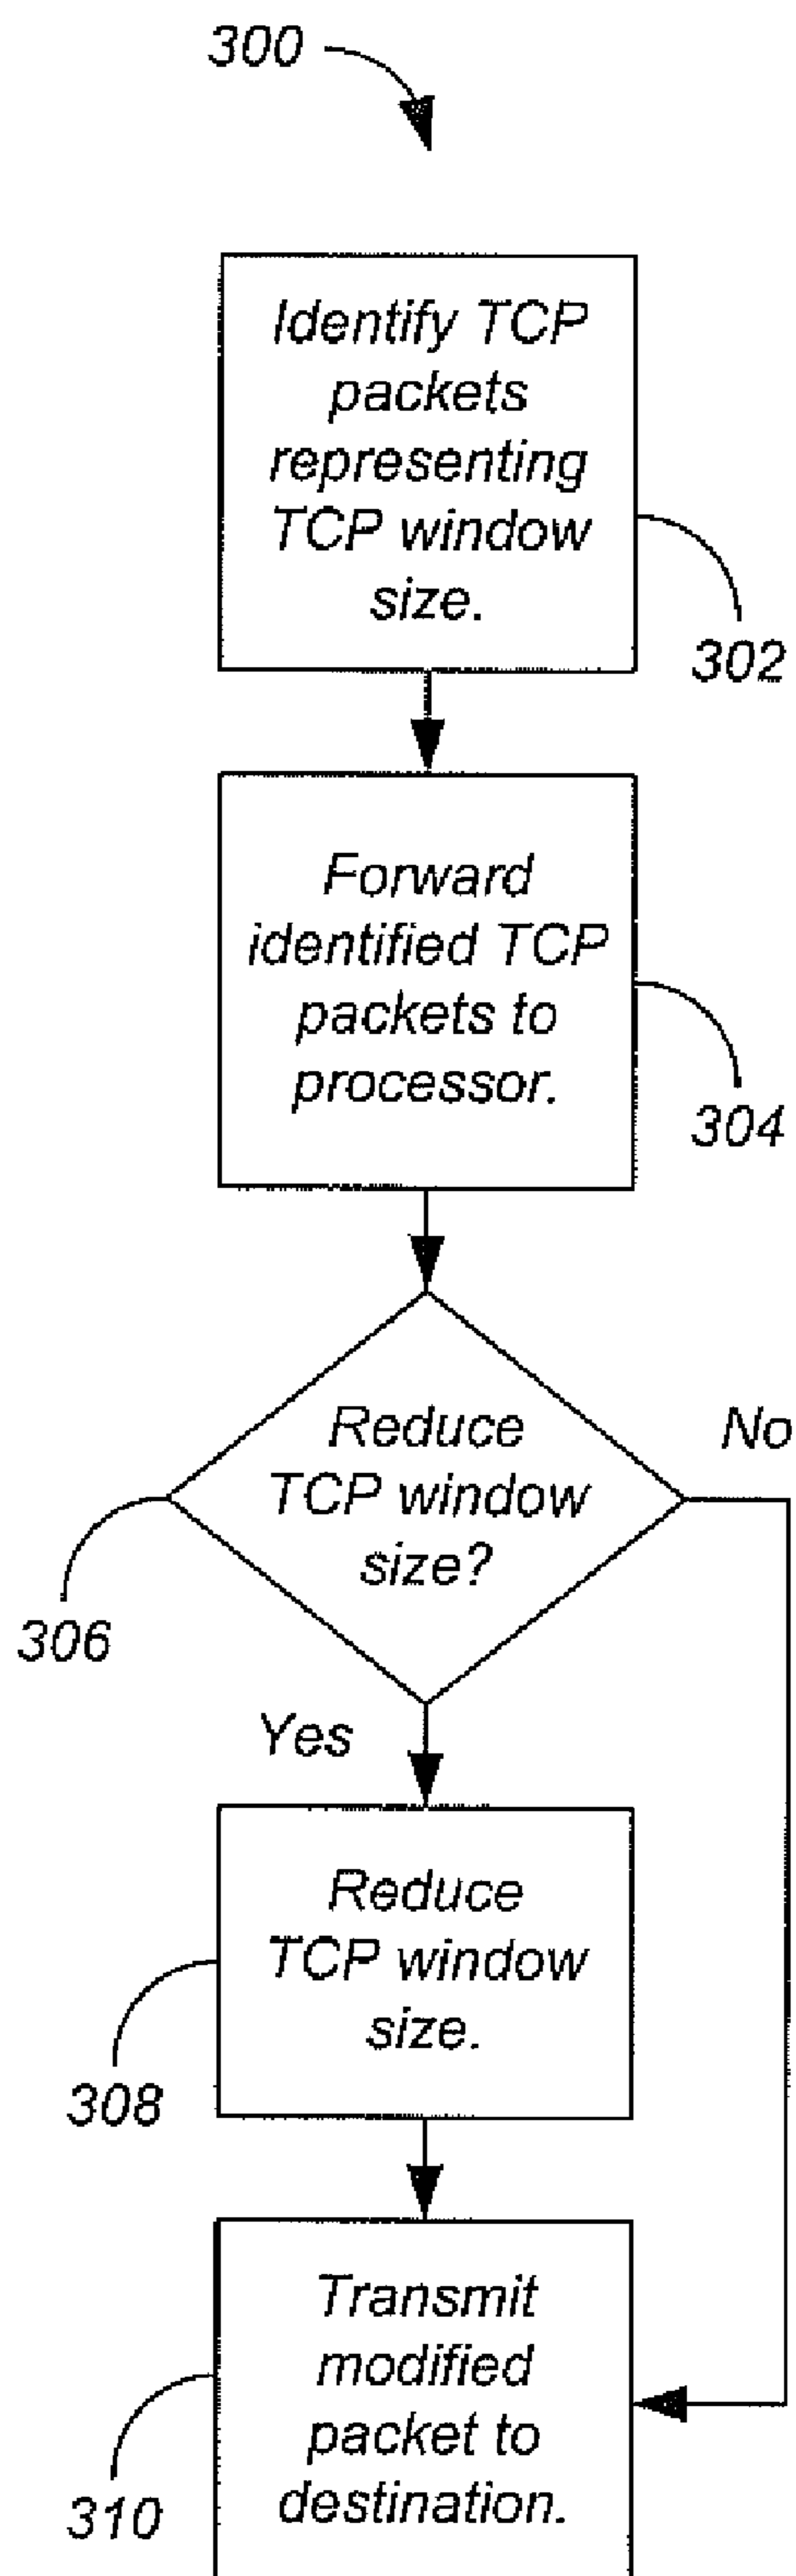 300
Identify TCP
packets
representing
TCP window
size.
302
Forward
identified TCP
packets to
processor.
304
Reduce
TCP window
size?
No
306
Yes
Reduce
TCP window
size.
308
Transmit
modified
packet to
destination.
310